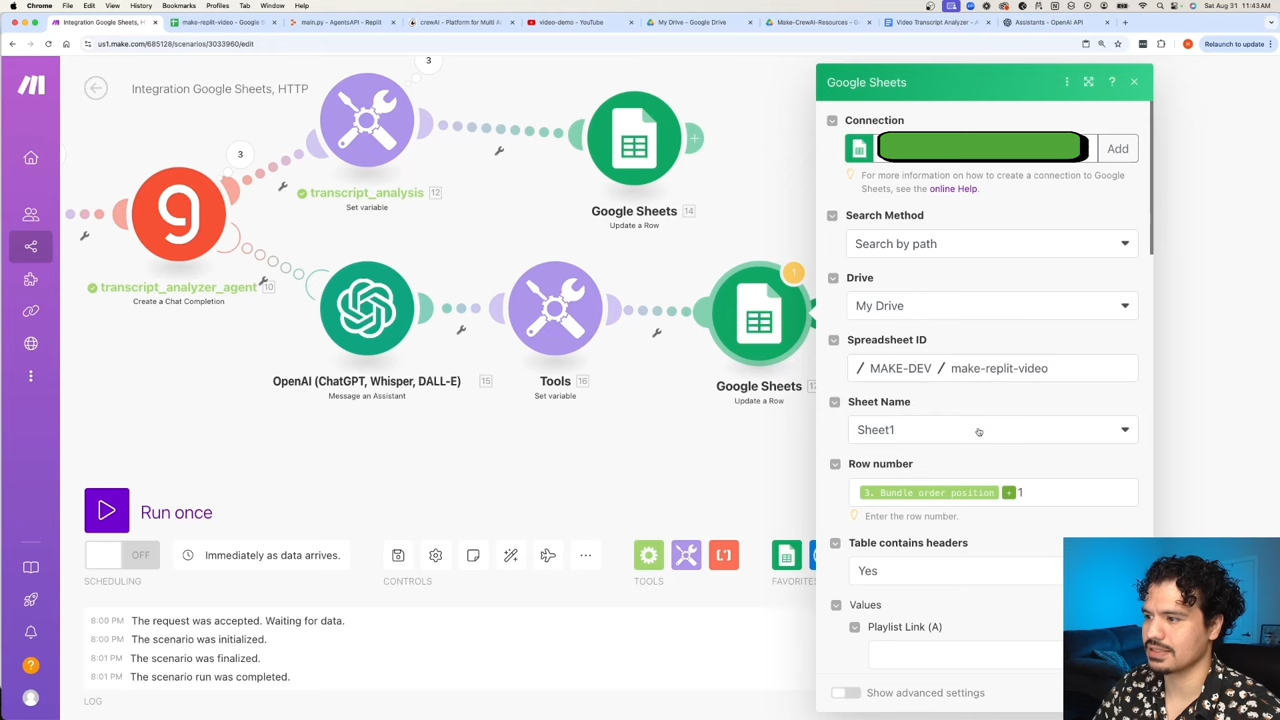 Chrome File Edit View History Bookmarks Profiles Tab Window Help
Sat Aug 31 11:43AM
Integration Google Sheets, H
make-replit-video - Google S
main.py - AgentsAPI - Replit
crewAI - Platform for Multi A
video-demo - YouTube
My Drive - Google Drive
Make-CrewAI-Resources - G
Video Transcript Analyzer - A
Assistants - OpenAI API
us1.make.com/685128/scenarios/3033960/edit
Relaunch to update
Integration Google Sheets, HTTP
3
3
transcript_analysis 12
Set variable
Google Sheets 14
Update a Row
transcript_analyzer_agent 10
Create a Chat Completion
1
OpenAI (ChatGPT, Whisper, DALL-E) 15
Message an Assistant
Tools 16
Set variable
Google Sheets
Update a Row
Run once
OFF
Immediately as data arrives.
SCHEDULING
CONTROLS
TOOLS
FAVORITES
8:00 PM The request was accepted. Waiting for data.
8:00 PM The scenario was initialized.
8:01 PM The scenario was finalized.
8:01 PM The scenario run was completed.
LOG
Google Sheets
Connection
Add
For more information on how to create a connection to Google
Sheets, see the online Help.
Search Method
Search by path
Drive
My Drive
Spreadsheet ID
/ MAKE-DEV / make-replit-video
Sheet Name
Sheet1
Row number
3. Bundle order position + 1
Enter the row number.
Table contains headers
Yes
Values
Playlist Link (A)
Show advanced settings